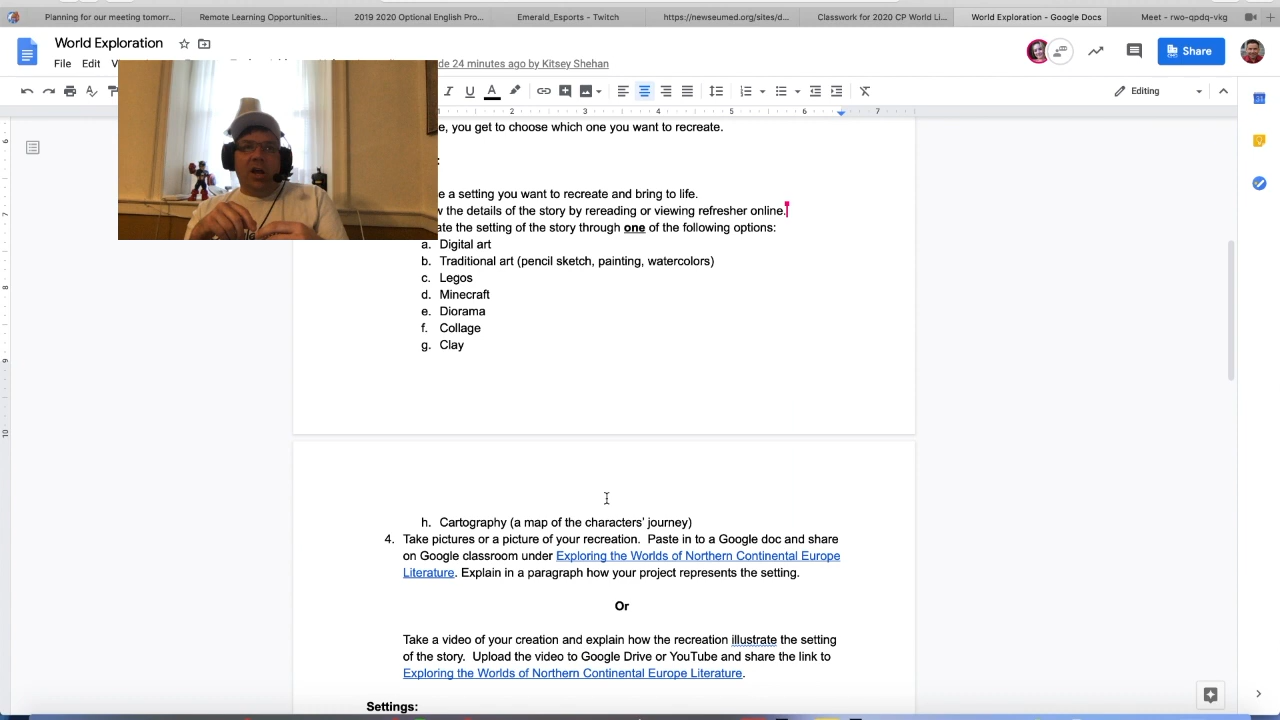 Planning for our meeting tomorr... Remote Learning Opportunities... 2019 2020 Optional English Pro... Emerald_Esports - Twitch https://newseumed.org/sites/d... Classwork for 2020 CP World Li... World Exploration - Google Docs Meet - rwo-qpdq-vkg
World Exploration
Share
File Edit de 24 minutes ago by Kitsey Shehan
Editing
2 3 4 5 6 7
e, you get to choose which one you want to recreate.
:
e a setting you want to recreate and bring to life.
w the details of the story by rereading or viewing refresher online.
ate the setting of the story through one of the following options:
a. Digital art
b. Traditional art (pencil sketch, painting, watercolors)
c. Legos
d. Minecraft
e. Diorama
f. Collage
g. Clay
h. Cartography (a map of the characters' journey)
4. Take pictures or a picture of your recreation. Paste in to a Google doc and share
on Google classroom under Exploring the Worlds of Northern Continental Europe
Literature. Explain in a paragraph how your project represents the setting.
Or
Take a video of your creation and explain how the recreation illustrate the setting
of the story. Upload the video to Google Drive or YouTube and share the link to
Exploring the Worlds of Northern Continental Europe Literature.
Settings: